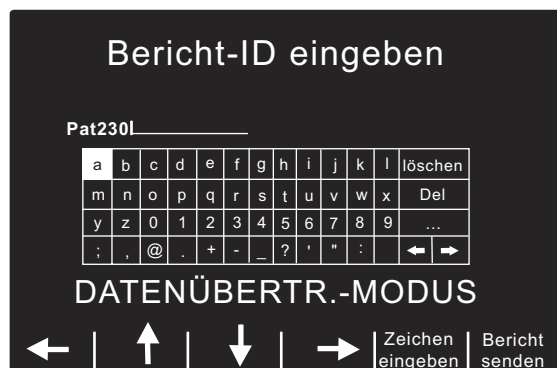 Bericht-ID eingeben
Pat230
a b c d e f g h i j k l löschen
m n o p q r s t u v w x Del
y z 0 1 2 3 4 5 6 7 8 9 ...
; , @ . + - _ ? ' " : ← →
DATENÜBERTR.-MODUS
← | ↑ | ↓ | → | Zeichen eingeben | Bericht senden